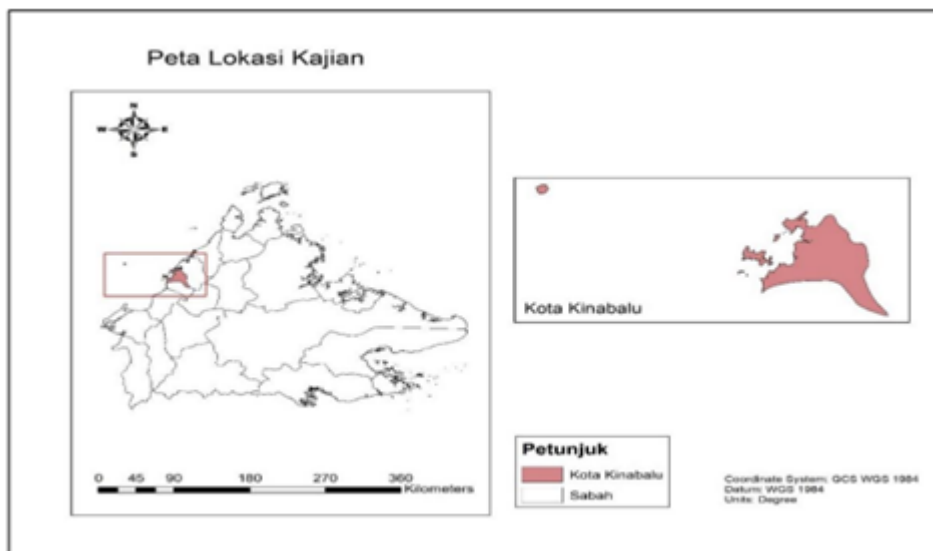 Peta Lokasi Kajian
N
W E
S
Kota Kinabalu
0 45 90 180 270 360
Kilometers
Petunjuk
Kota Kinabalu
Sabah
Coordinate System: GCS WGS 1984
Datum: WGS 1984
Units: Degree